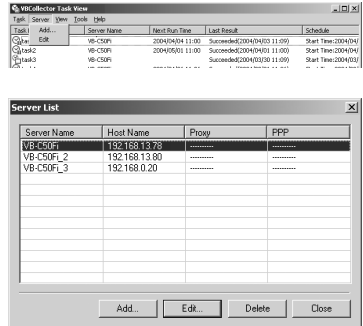 VBCollector Task View
Task Server View Tools Help
Task Server Name Next Run Time Last Result Schedule
Add...
VB-C50Fi 2004/04/04 11:00 Succeeded(2004/04/03 11:09) Start Time:2004/04/
Edit
task2 VB-C50Fi 2004/05/01 11:00 Succeeded(2004/04/01 11:00) Start Time:2004/04/
task3 VB-C50Fi Succeeded(2004/03/30 11:09) Start Time:2004/03/
Server List
Server Name Host Name Proxy PPP
VB-C50Fi 192.168.13.78 ---------- ----------
VB-C50Fi_2 192.168.13.80 ---------- ----------
VB-C50Fi_3 192.168.0.20 ---------- ----------
Add... Edit... Delete Close